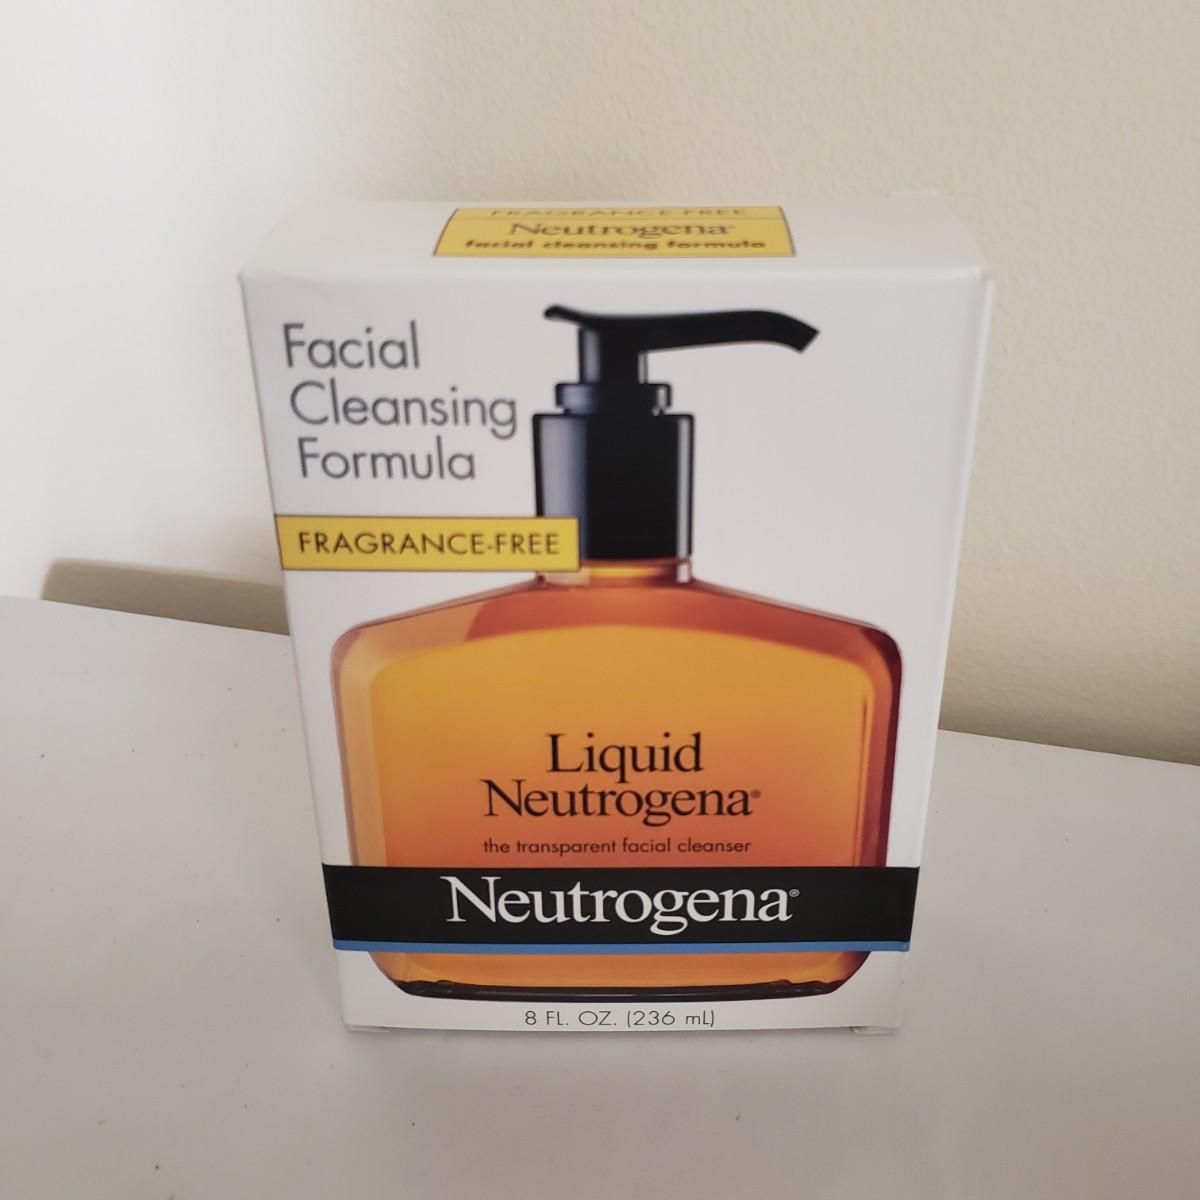 FRAGRANCE-FREE
Neutrogena®
facial cleansing formula
Facial
Cleansing
Formula
FRAGRANCE-FREE
Liquid
Neutrogena®
the transparent facial cleanser
Neutrogena®
8 FL. OZ. (236 mL)